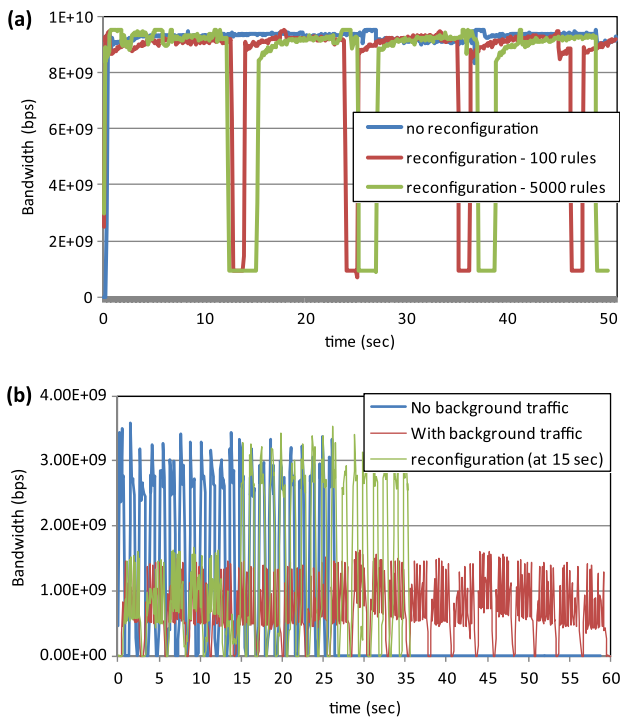 (a)
1E+10
8E+09
6E+09
4E+09
2E+09
0
Bandwidth (bps)
no reconfiguration
reconfiguration - 100 rules
reconfiguration - 5000 rules
0 10 20 30 40 50
time (sec)
(b)
4.00E+09
3.00E+09
2.00E+09
1.00E+09
0.00E+00
Bandwidth (bps)
No background traffic
With background traffic
reconfiguration (at 15 sec)
0 5 10 15 20 25 30 35 40 45 50 55 60
time (sec)